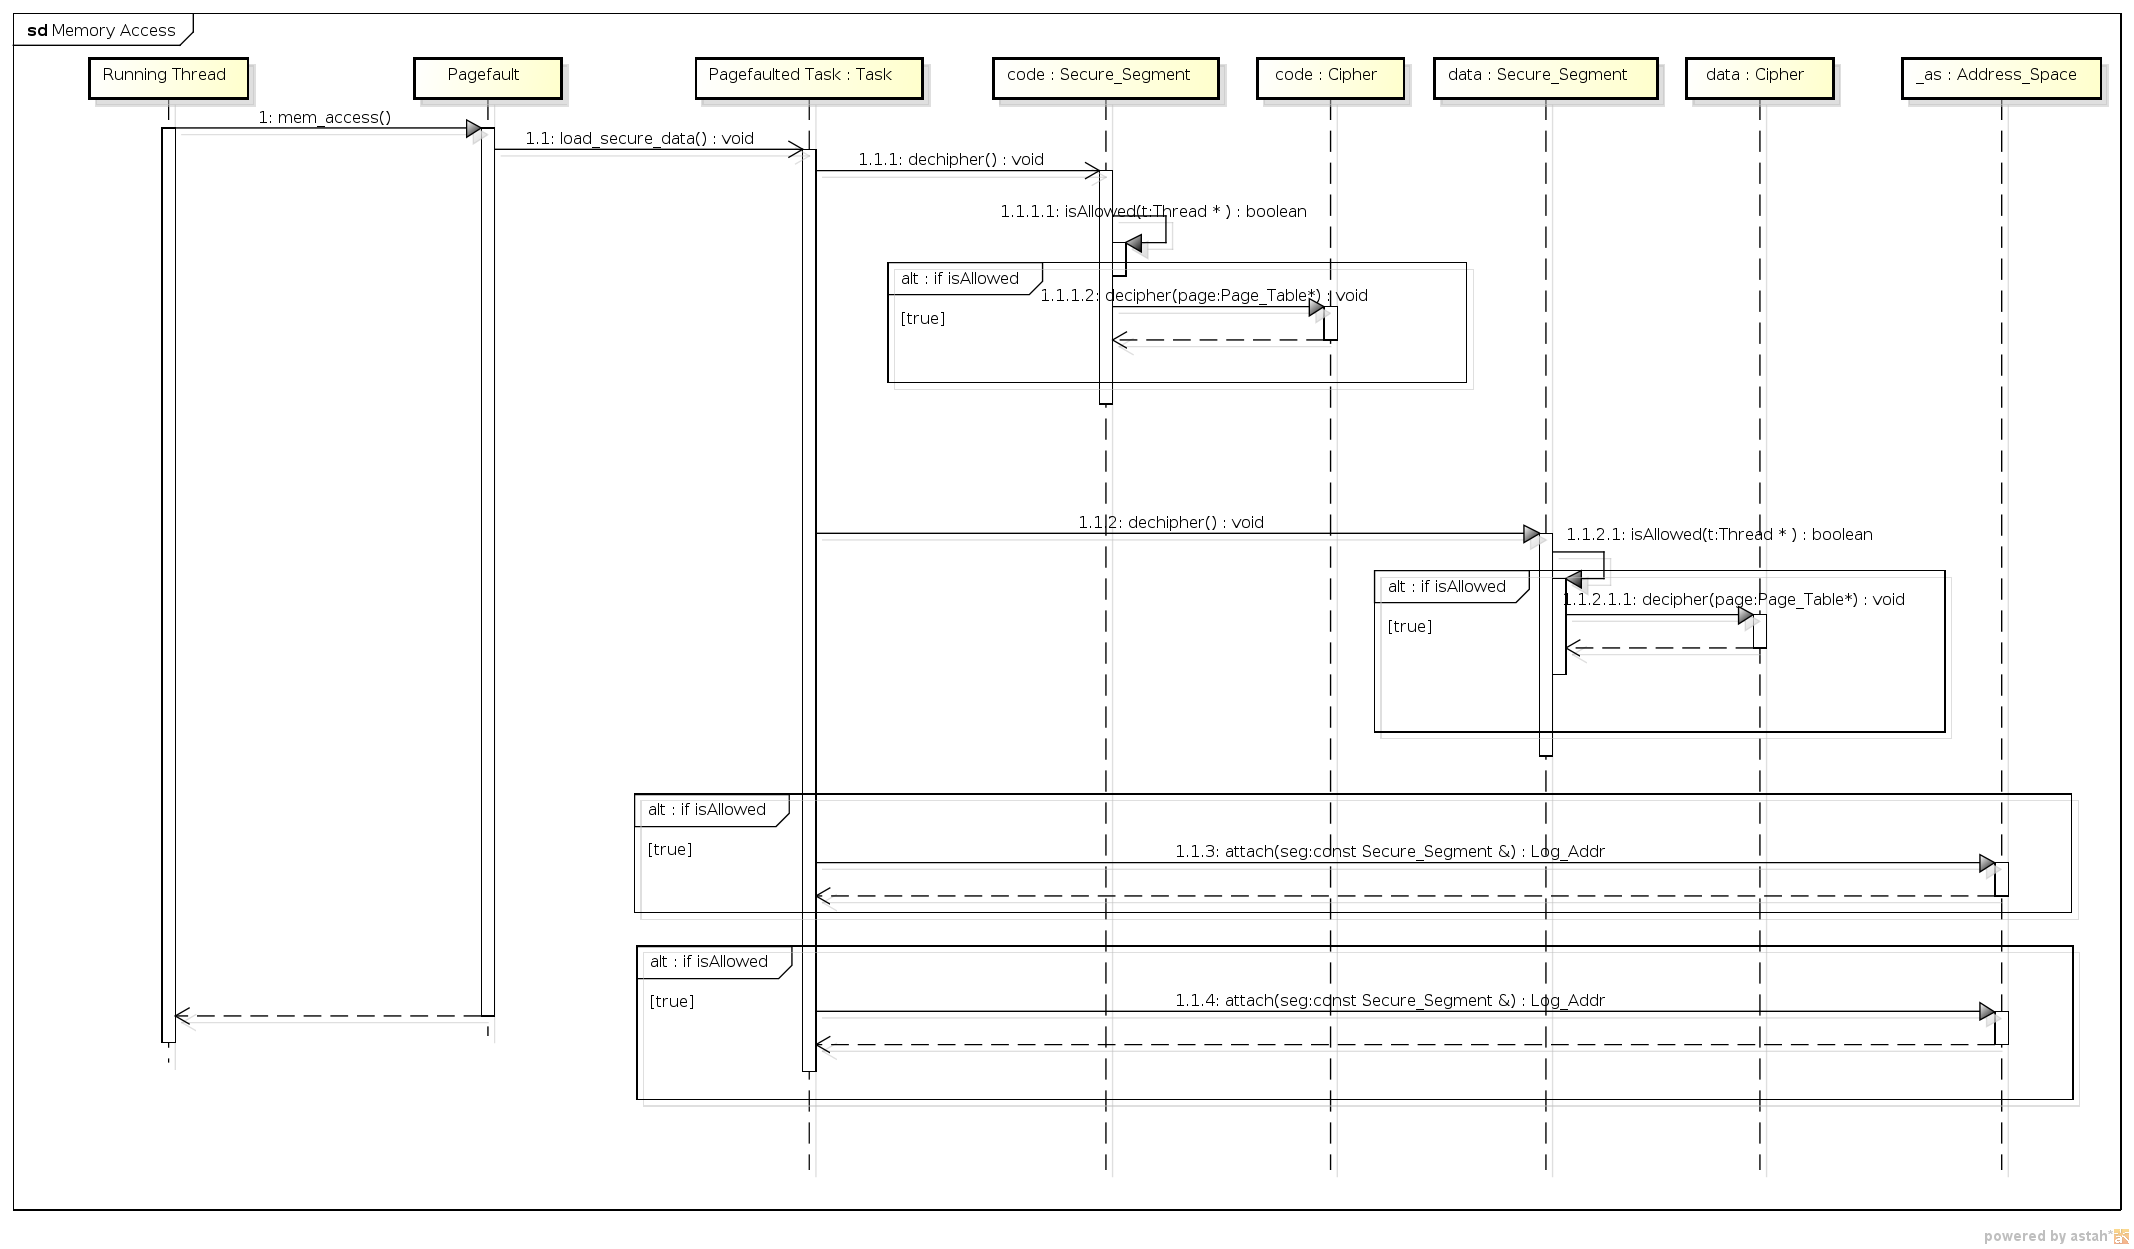 sd Memory Access
Running Thread
Pagefault
Pagefaulted Task : Task
code : Secure_Segment
code : Cipher
data : Secure_Segment
data : Cipher
_as : Address_Space
1: mem_access()
1.1: load_secure_data() : void
1.1.1: dechipher() : void
1.1.1.1: isAllowed(t:Thread * ) : boolean
alt : if isAllowed
1.1.1.2: decipher(page:Page_Table*) : void
[true]
1.1.2: dechipher() : void
1.1.2.1: isAllowed(t:Thread * ) : boolean
alt : if isAllowed
1.1.2.1.1: decipher(page:Page_Table*) : void
[true]
alt : if isAllowed
[true]
1.1.3: attach(seg:const Secure_Segment &) : Log_Addr
alt : if isAllowed
[true]
1.1.4: attach(seg:const Secure_Segment &) : Log_Addr
powered by astah*